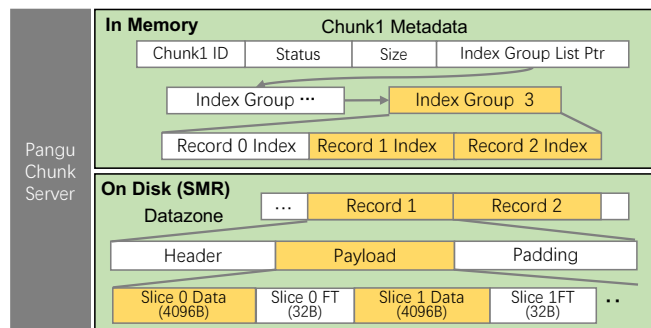 In Memory
Chunk1 Metadata
Chunk1 ID Status Size Index Group List Ptr
Index Group ··· Index Group 3
Record 0 Index Record 1 Index Record 2 Index
Pangu
Chunk
Server
On Disk (SMR)
Datazone
... Record 1 Record 2
Header Payload Padding
Slice 0 Data Slice 0 FT Slice 1 Data Slice 1FT
(4096B) (32B) (4096B) (32B)
··